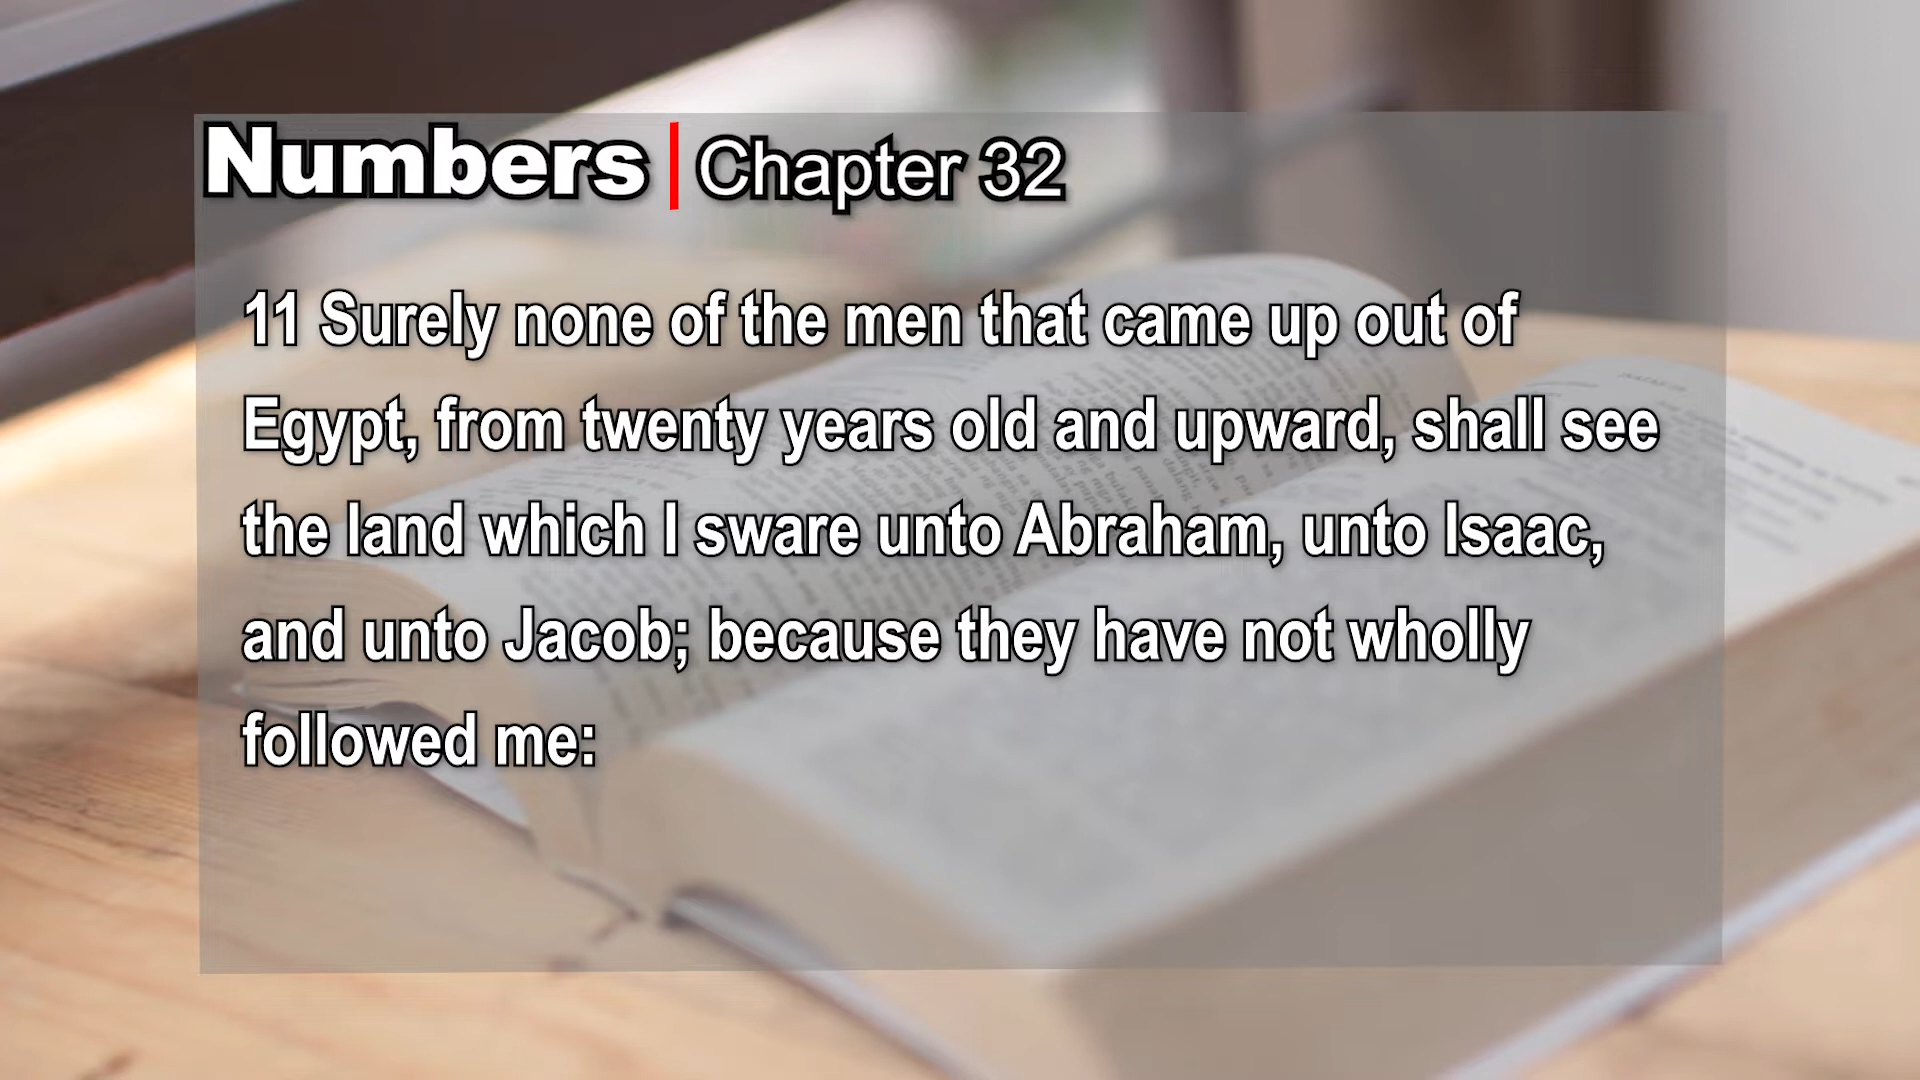 Numbers | Chapter 32
11 Surely none of the men that came up out of
Egypt, from twenty years old and upward, shall see
the land which I sware unto Abraham, unto Isaac,
and unto Jacob; because they have not wholly
followed me: